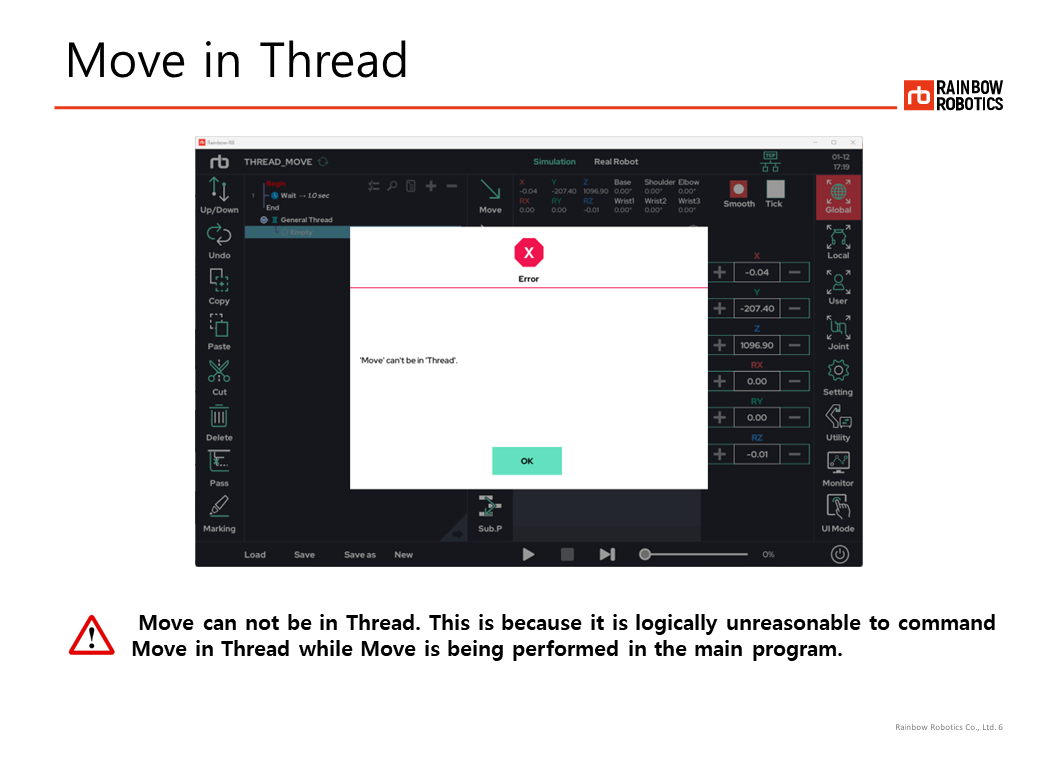 Move in Thread
RAINBOW
ROBOTICS
Rainbow-RB
THREAD_MOVE
Simulation Real Robot
TCP
01-12
17:19
Up/Down
Begin
1 Wait → 1.0 sec
End
General Thread
Empty
Move
X Y Z Base Shoulder Elbow
-0.04 -207.40 1096.90 0.00° 0.00° 0.00°
RX RY RZ Wrist1 Wrist2 Wrist3
0.00 0.00 -0.01 0.00° 0.00° 0.00°
Smooth Tick
Global
Undo
Copy
Paste
Cut
Delete
Pass
Marking
X
Error
'Move' can't be in 'Thread'.
OK
X
-0.04
Y
-207.40
Z
1096.90
RX
0.00
RY
0.00
RZ
-0.01
Local
User
Joint
Setting
Utility
Monitor
UI Mode
Sub.P
Load Save Save as New
0%
Move can not be in Thread. This is because it is logically unreasonable to command
Move in Thread while Move is being performed in the main program.
Rainbow Robotics Co., Ltd. 6